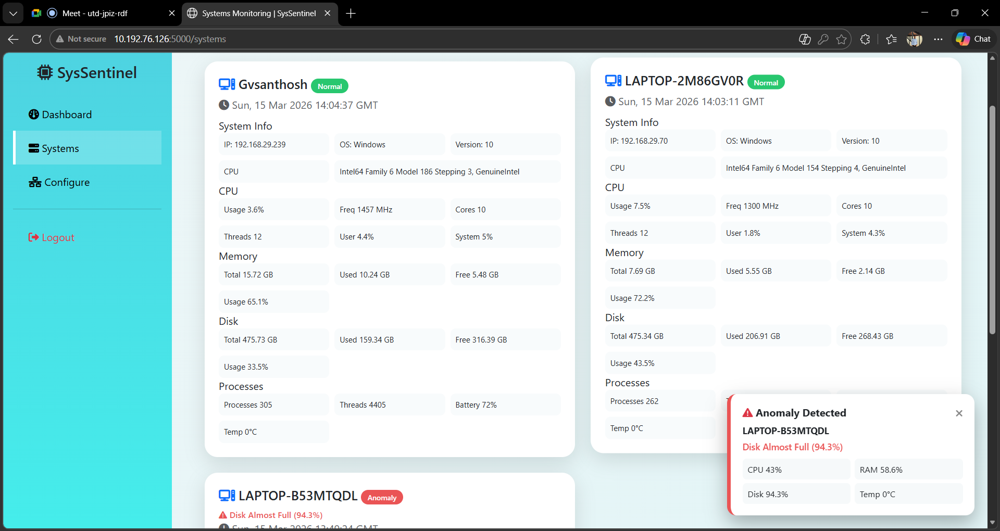 Meet - utd-jpiz-rdf
Systems Monitoring | SysSentinel
Not secure 10.192.76.126:5000/systems
Chat
SysSentinel
Dashboard
Systems
Configure
Logout
Gvsanthosh Normal
Sun, 15 Mar 2026 14:04:37 GMT
System Info
IP: 192.168.29.239 OS: Windows Version: 10
CPU Intel64 Family 6 Model 186 Stepping 3, GenuineIntel
CPU
Usage 3.6% Freq 1457 MHz Cores 10
Threads 12 User 4.4% System 5%
Memory
Total 15.72 GB Used 10.24 GB Free 5.48 GB
Usage 65.1%
Disk
Total 475.73 GB Used 159.34 GB Free 316.39 GB
Usage 33.5%
Processes
Processes 305 Threads 4405 Battery 72%
Temp 0°C
LAPTOP-2M86GV0R Normal
Sun, 15 Mar 2026 14:03:11 GMT
System Info
IP: 192.168.29.70 OS: Windows Version: 10
CPU Intel64 Family 6 Model 154 Stepping 4, GenuineIntel
CPU
Usage 7.5% Freq 1300 MHz Cores 10
Threads 12 User 1.8% System 4.3%
Memory
Total 7.69 GB Used 5.55 GB Free 2.14 GB
Usage 72.2%
Disk
Total 475.34 GB Used 206.91 GB Free 268.43 GB
Usage 43.5%
Processes
Processes 262
Temp 0°C
LAPTOP-B53MTQDL Anomaly
Disk Almost Full (94.3%)
Sun, 15 Mar 2026 13:49:24 GMT
Anomaly Detected
LAPTOP-B53MTQDL
Disk Almost Full (94.3%)
CPU 43% RAM 58.6%
Disk 94.3% Temp 0°C